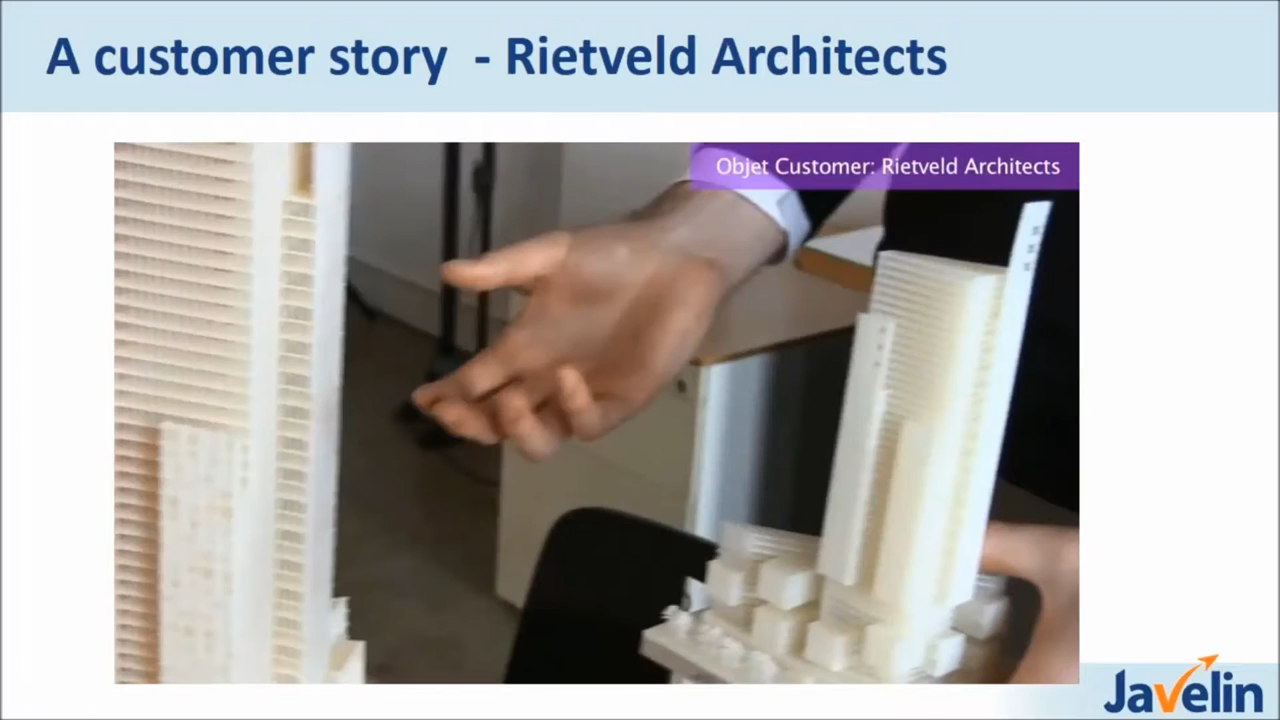 A customer story - Rietveld Architects
Objet Customer: Rietveld Architects
Javelin